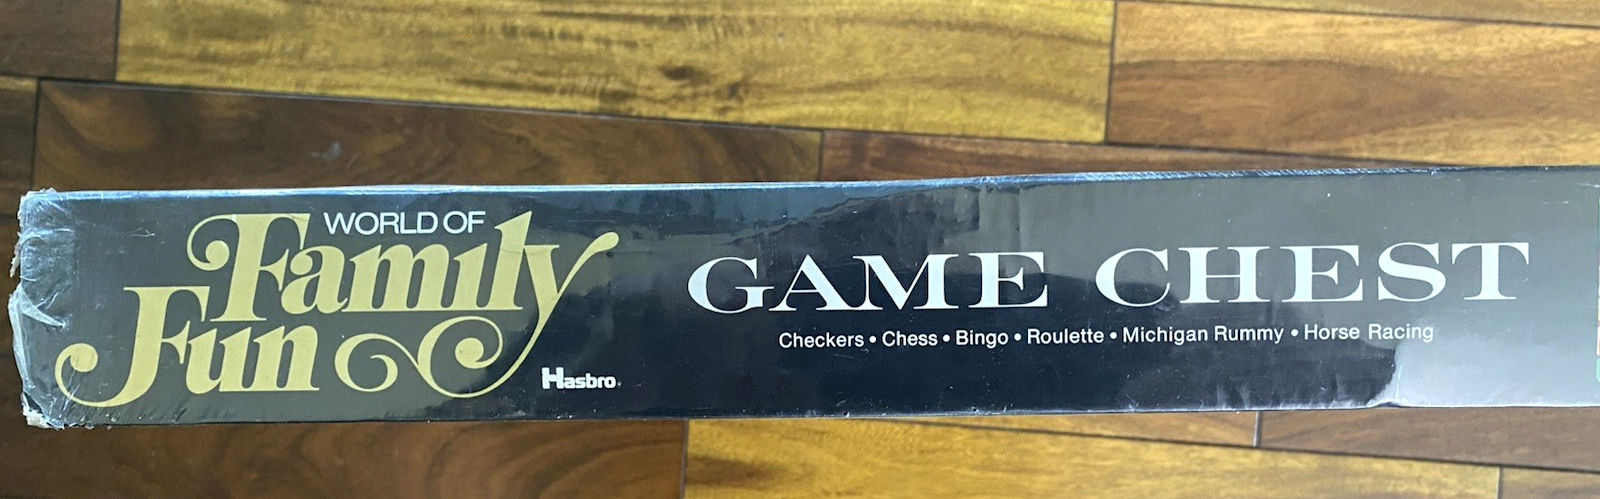 WORLD OF
Family
Fun
Hasbro
GAME CHEST
Checkers • Chess • Bingo • Roulette • Michigan Rummy • Horse Racing